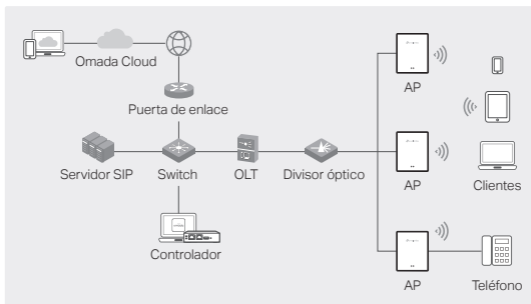 Omada Cloud
Puerta de enlace
AP
Servidor SIP
Switch
OLT
Divisor óptico
AP
Clientes
Controlador
AP
Teléfono